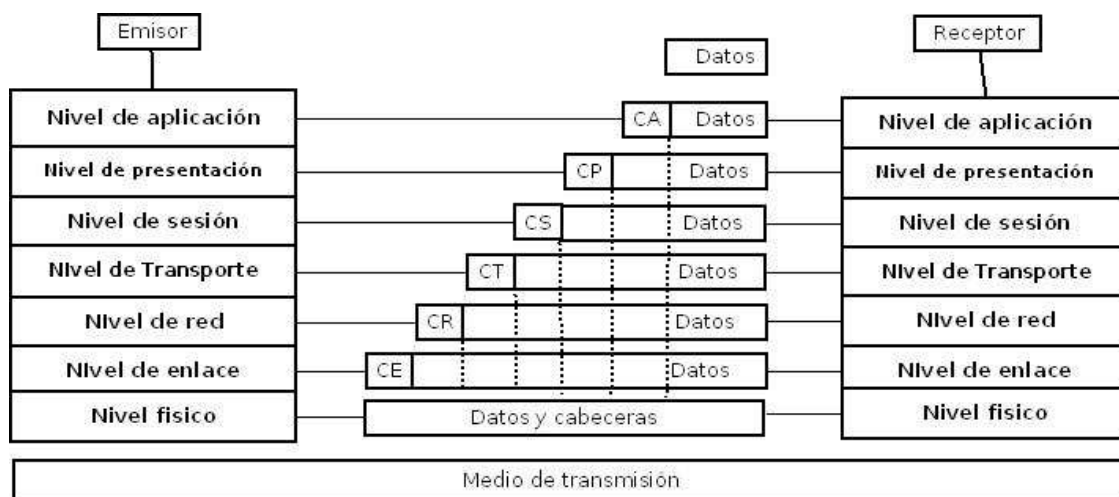 Emisor
Receptor
Datos
Nivel de aplicación
CA
Datos
Nivel de aplicación
Nivel de presentación
CP
Datos
Nivel de presentación
Nivel de sesión
CS
Datos
Nivel de sesión
NIvel de Transporte
CT
Datos
NIvel de Transporte
NIvel de red
CR
Datos
NIvel de red
NIvel de enlace
CE
Datos
NIvel de enlace
Nivel fisico
Datos y cabeceras
Nivel fisico
Medio de transmisión